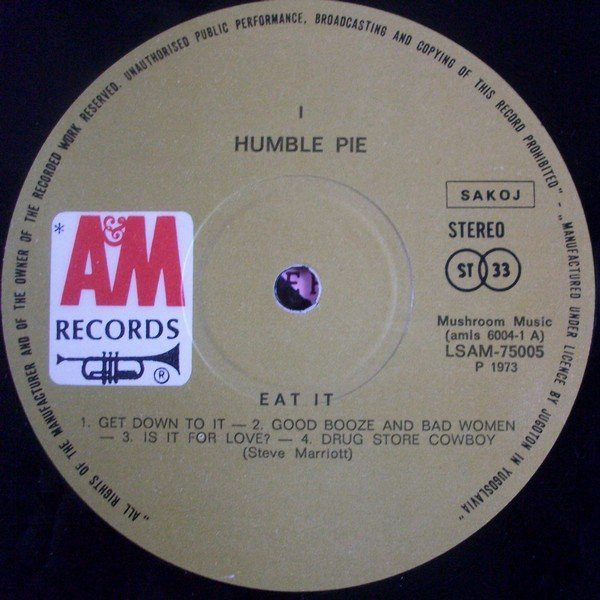 „ALL RIGHTS OF THE MANUFACTURER AND OF THE OWNER OF THE RECORDED WORK RESERVED. UNAUTHORISED PUBLIC PERFORMANCE, BROADCASTING AND COPYING OF THIS RECORD PROHIBITED" - „MANUFACTURED UNDER LICENCE BY JUGOTON IN YUGOSLAVIA"
I
HUMBLE PIE
SAKOJ
STEREO
ST 33
* A&M
RECORDS
®
Mushroom Music
(amis 6004-1 A)
LSAM-75005
P 1973
EAT IT
1. GET DOWN TO IT — 2. GOOD BOOZE AND BAD WOMEN
— 3. IS IT FOR LOVE? — 4. DRUG STORE COWBOY
(Steve Marriott)